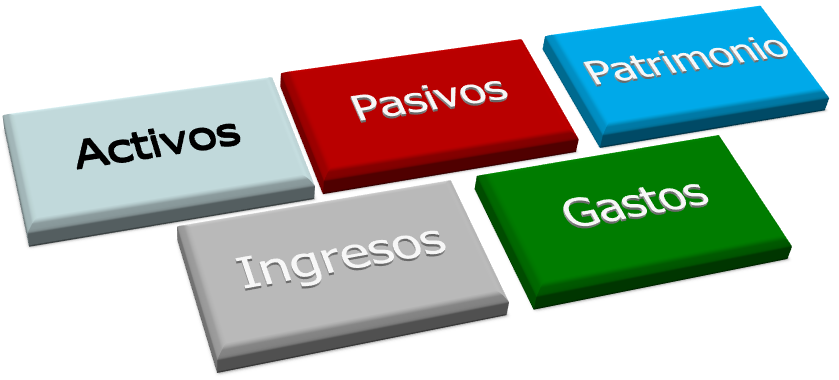 Activos
Pasivos
Patrimonio
Ingresos
Gastos